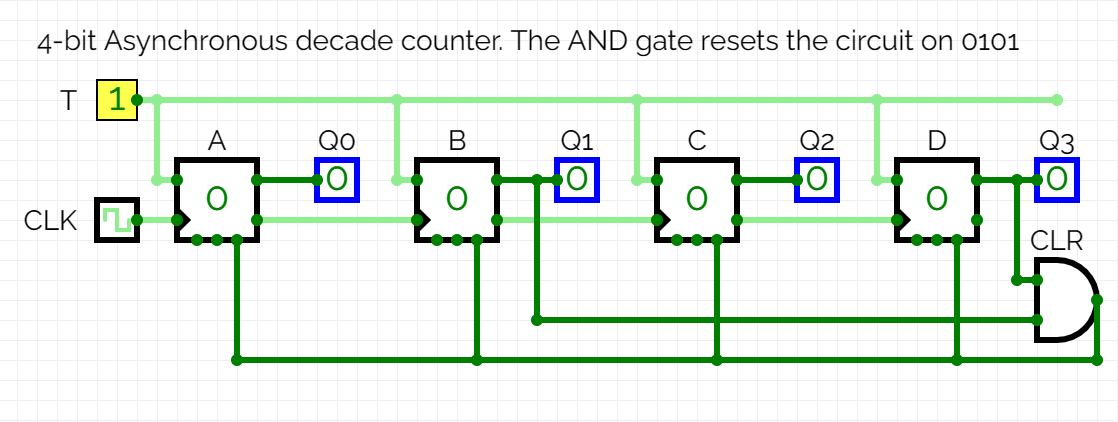 4-bit Asynchronous decade counter. The AND gate resets the circuit on 0101
T 1
A Q0 B Q1 C Q2 D Q3
0 0 0 0 0 0 0 0
CLK
CLR